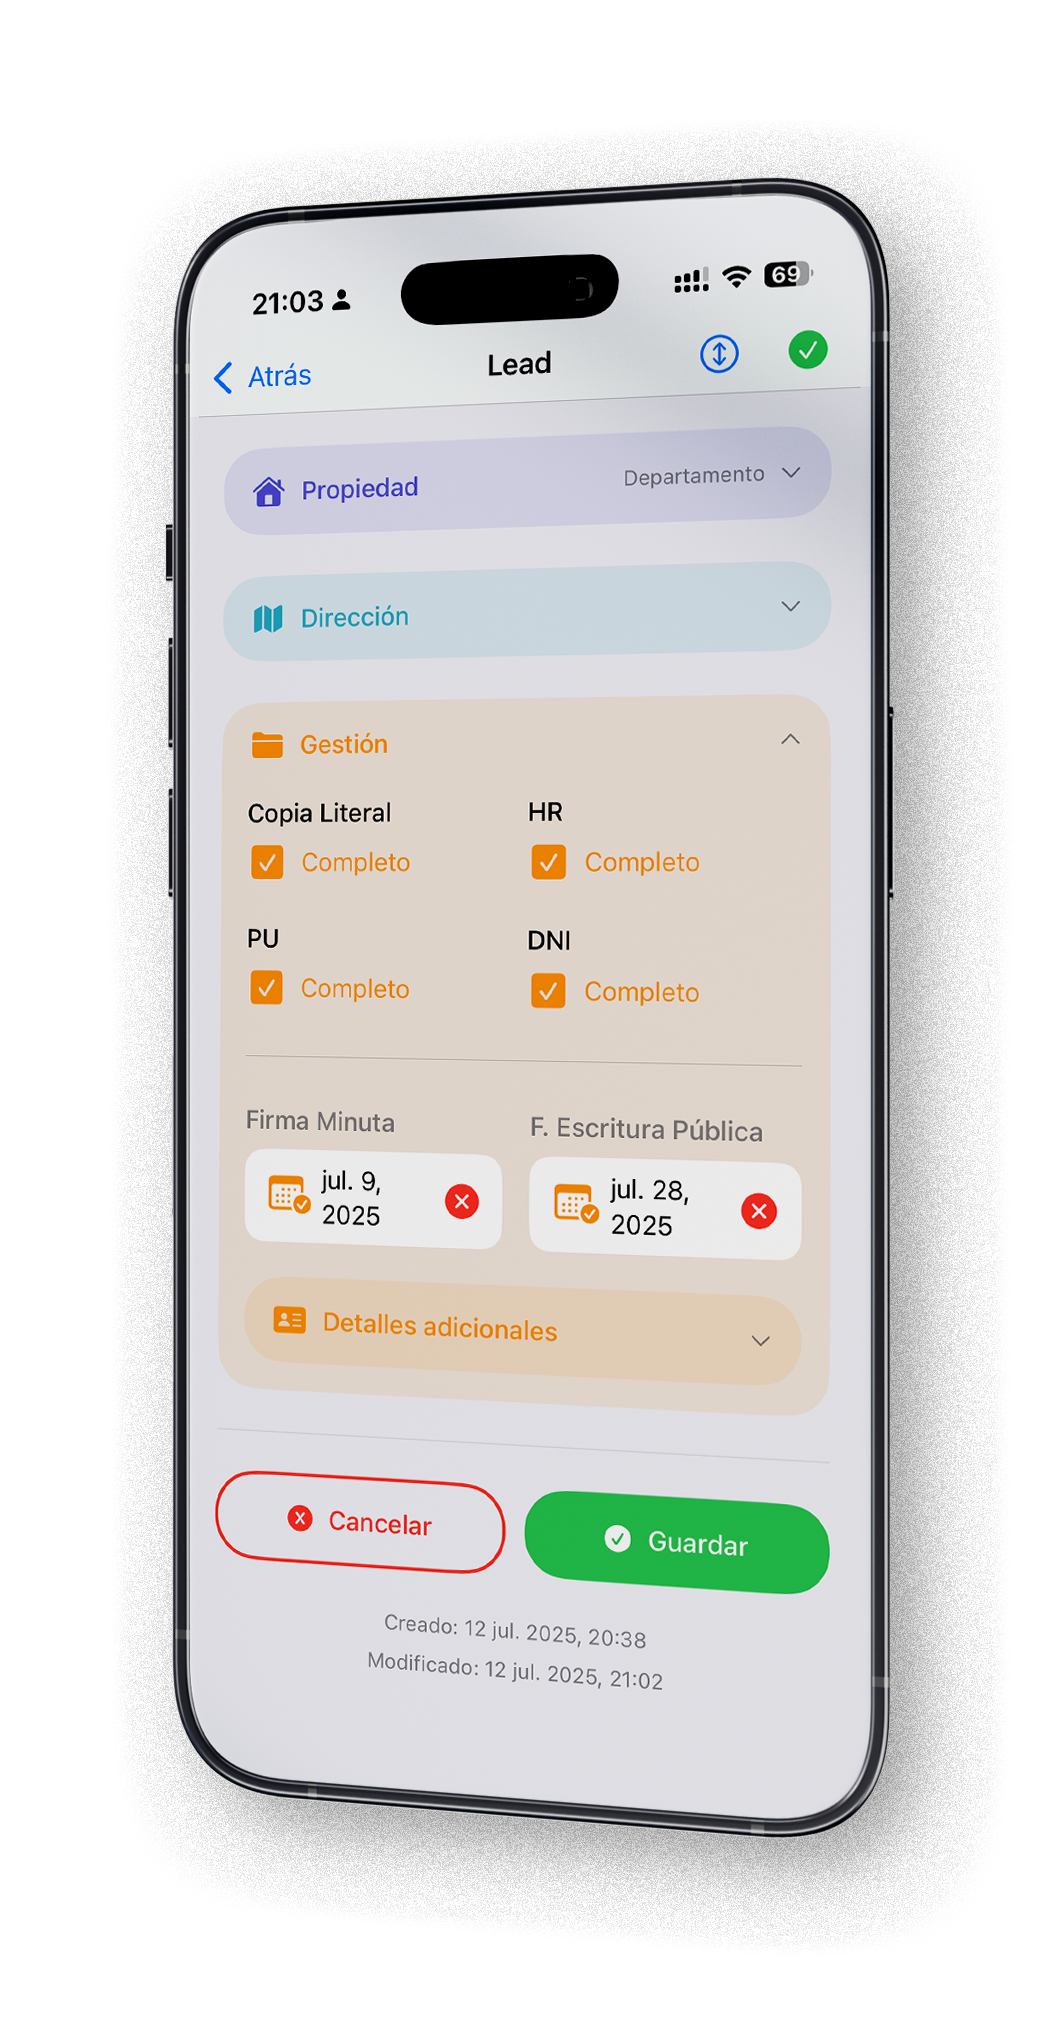 21:03
69
Atrás
Lead
Propiedad
Departamento
Dirección
Gestión
Copia Literal
HR
Completo
Completo
PU
DNI
Completo
Completo
Firma Minuta
F. Escritura Pública
jul. 9,
2025
jul. 28,
2025
Detalles adicionales
Cancelar
Guardar
Creado: 12 jul. 2025, 20:38
Modificado: 12 jul. 2025, 21:02